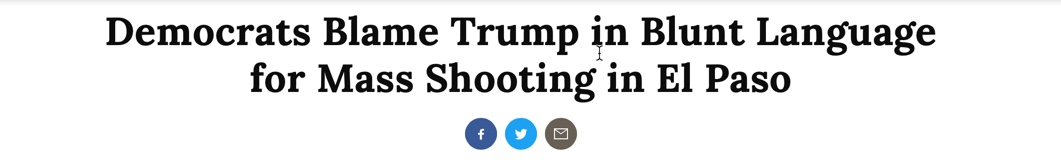 Democrats Blame Trump in Blunt Language
for Mass Shooting in El Paso